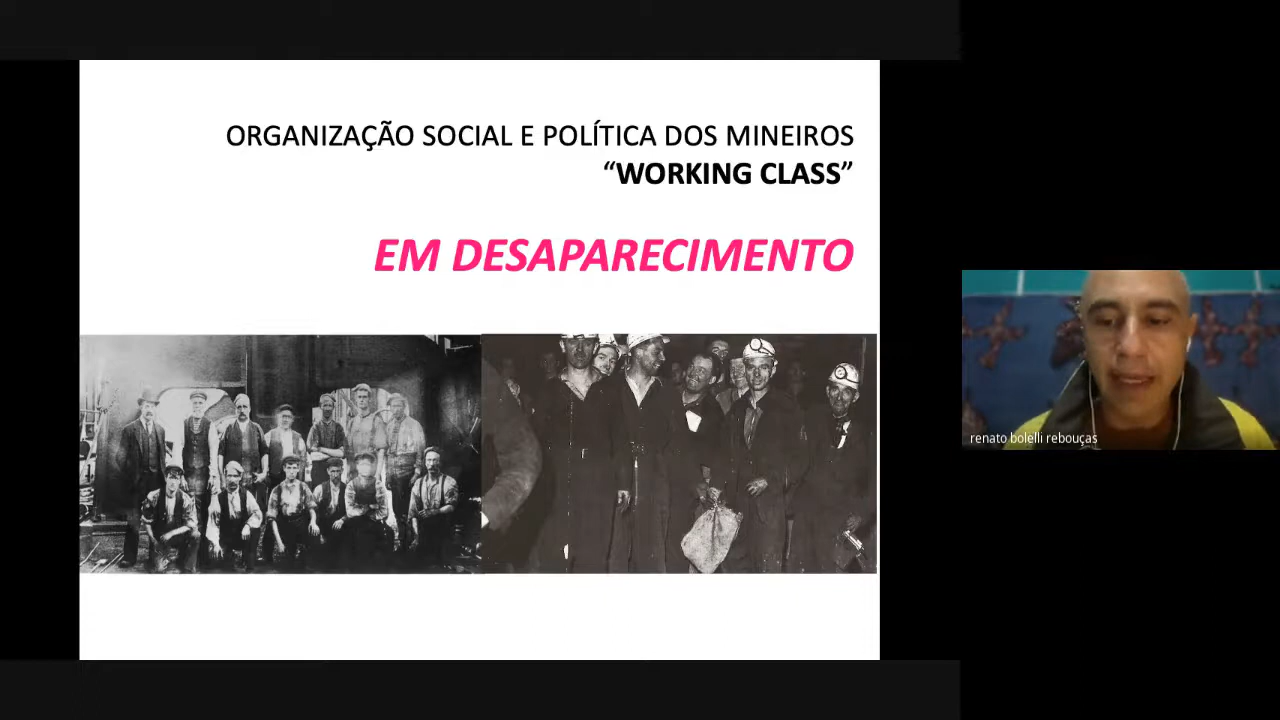 ORGANIZAÇÃO SOCIAL E POLÍTICA DOS MINEIROS
“WORKING CLASS”
EM DESAPARECIMENTO
renato bolelli rebouças